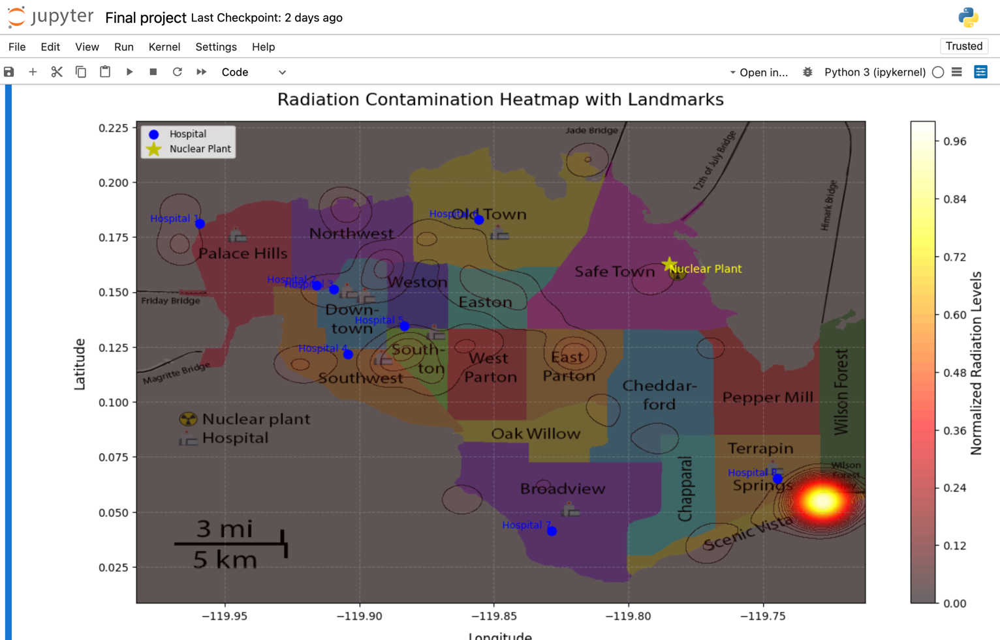 jupyter Final project Last Checkpoint: 2 days ago
File Edit View Run Kernel Settings Help
Trusted
Code
Open in...
Python 3 (ipykernel)
Radiation Contamination Heatmap with Landmarks
Hospital
Nuclear Plant
Jade Bridge
12th of July Bridge
Himark Bridge
Hospital 1
Hospital 6
Old Town
Northwest
Palace Hills
Safe Town
Nuclear Plant
Hospital 2
Hospital 3
Weston
Friday Bridge
Easton
Down-
town
Hospital 5
Hospital 4
South-
ton
West
Parton
East
Parton
Magritte Bridge
Southwest
Cheddar-
ford
Pepper Mill
Wilson Forest
Nuclear plant
Hospital
Oak Willow
Terrapin
Springs
Hospital 8
Wilson
Forest
Hwy
Broadview
Chapparal
Hospital 7
Scenic Vista
3 mi
5 km
0.225
0.200
0.175
0.150
0.125
0.100
0.075
0.050
0.025
Latitude
−119.95 −119.90 −119.85 −119.80 −119.75
Longitude
0.96
0.84
0.72
0.60
0.48
0.36
0.24
0.12
0.00
Normalized Radiation Levels